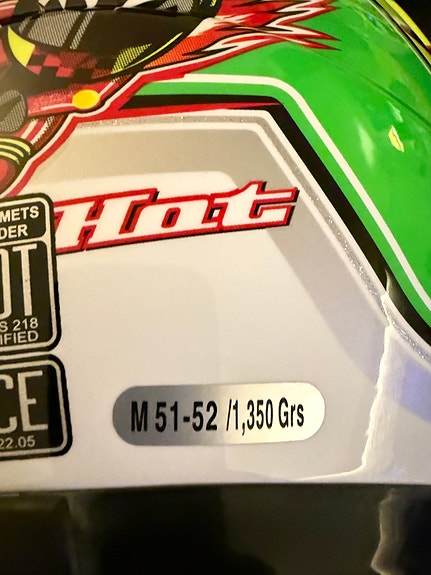 Hot
METS
DER
OT
S 218
IFIED
CE
22.05
M 51-52 /1,350 Grs